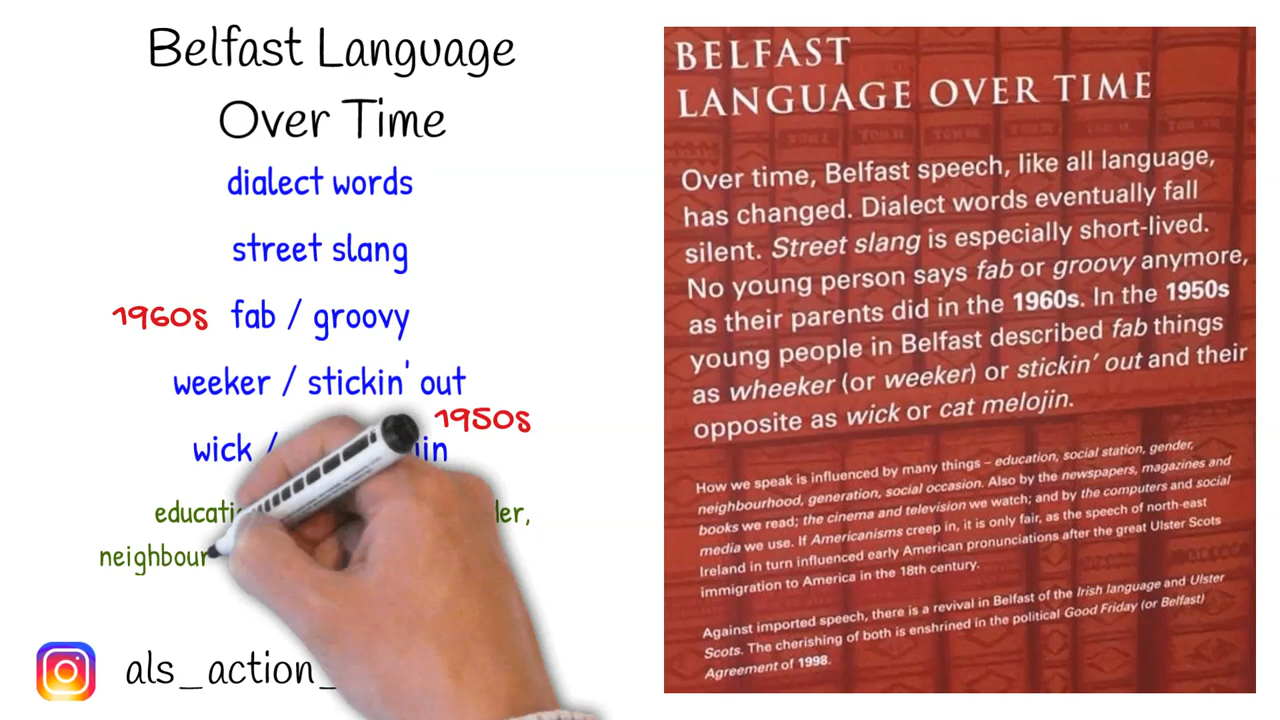 Belfast Language
Over Time
dialect words
street slang
1960s fab / groovy
weeker / stickin' out
1950s
wick /
neighbour
als_action_
BELFAST
LANGUAGE OVER TIME
Over time, Belfast speech, like all language,
has changed. Dialect words eventually fall
silent. Street slang is especially short-lived.
No young person says fab or groovy anymore,
as their parents did in the 1960s. In the 1950s
young people in Belfast described fab things
as wheeker (or weeker) or stickin' out and their
opposite as wick or cat melojin.
How we speak is influenced by many things – education, social station, gender,
neighbourhood, generation, social occasion. Also by the newspapers, magazines and
books we read; the cinema and television we watch; and by the computers and social
media we use. If Americanisms creep in, it is only fair, as the speech of north-east
Ireland in turn influenced early American pronunciations after the great Ulster Scots
immigration to America in the 18th century.
Against imported speech, there is a revival in Belfast of the Irish language and Ulster
Scots. The cherishing of both is enshrined in the political Good Friday (or Belfast)
Agreement of 1998.